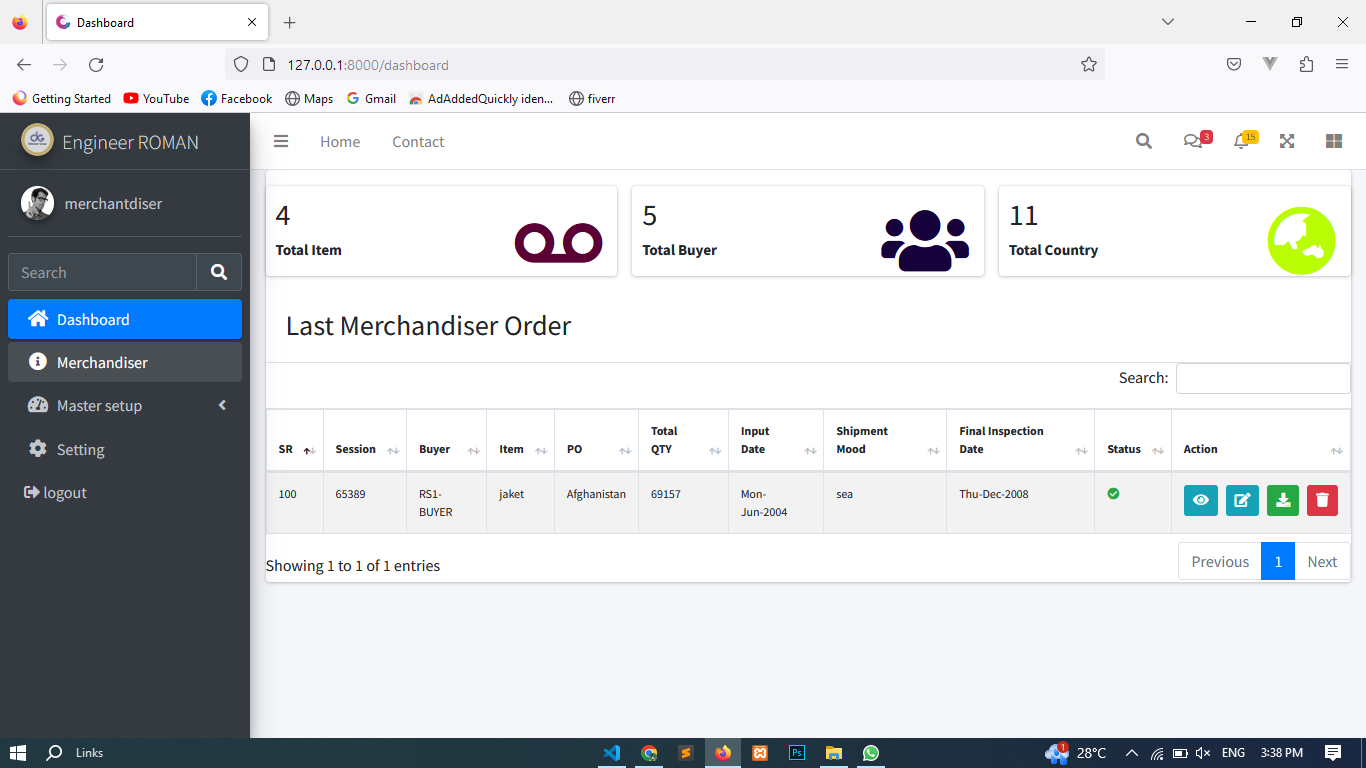 Dashboard
127.0.0.1:8000/dashboard
Getting Started YouTube Facebook Maps Gmail AdAddedQuickly iden... fiverr
Engineer ROMAN
Home Contact
3 15
merchantdiser
Search
Dashboard
Merchandiser
Master setup
Setting
logout
4
Total Item
5
Total Buyer
11
Total Country
Last Merchandiser Order
Search:
SR Session Buyer Item PO Total QTY Input Date Shipment Mood Final Inspection Date Status Action
100 65389 RS1-BUYER jaket Afghanistan 69157 Mon-Jun-2004 sea Thu-Dec-2008
Showing 1 to 1 of 1 entries
Previous 1 Next
Links
Ps
1
28°C
ENG
3:38 PM